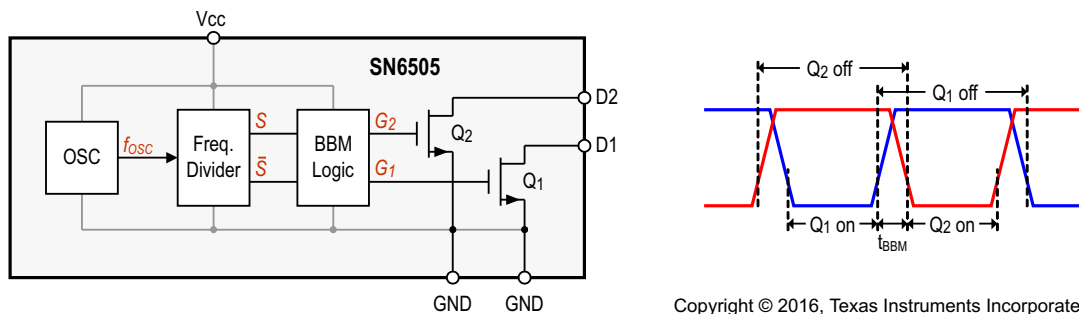 Vcc
SN6505
OSC
fOSC
Freq.
Divider
S
S̄
BBM
Logic
G2
G1
Q2
Q1
D2
D1
GND
GND
Q2 off
Q1 off
Q1 on
tBBM
Q2 on
Copyright © 2016, Texas Instruments Incorporate